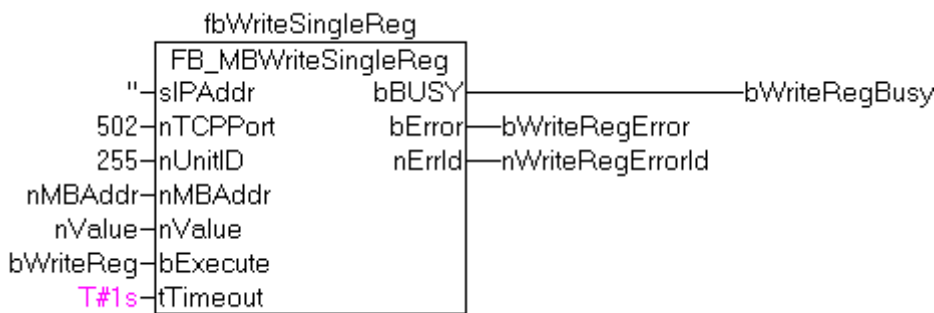 fbWriteSingleReg
FB_MBWriteSingleReg
'' sIPAddr bBUSY bWriteRegBusy
502 nTCPPort bError bWriteRegError
255 nUnitID nErrId nWriteRegErrorId
nMBAddr nMBAddr
nValue nValue
bWriteReg bExecute
T#1s tTimeout